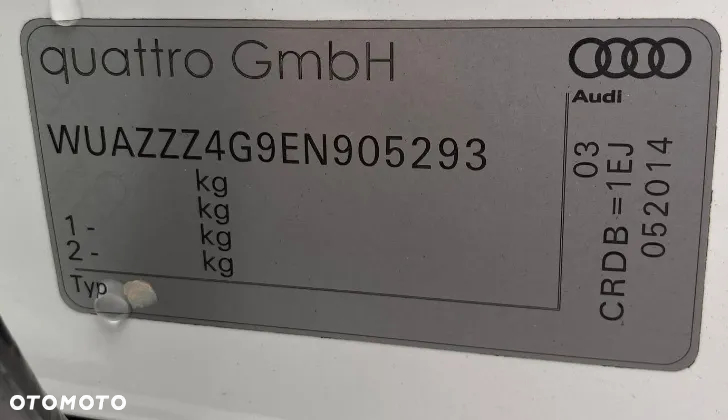 quattro GmbH
Audi
WUAZZZ4G9EN905293
kg
kg
1 - kg
2 - kg
Typ
03
CRDB = 1EJ
052014
OTOMOTO